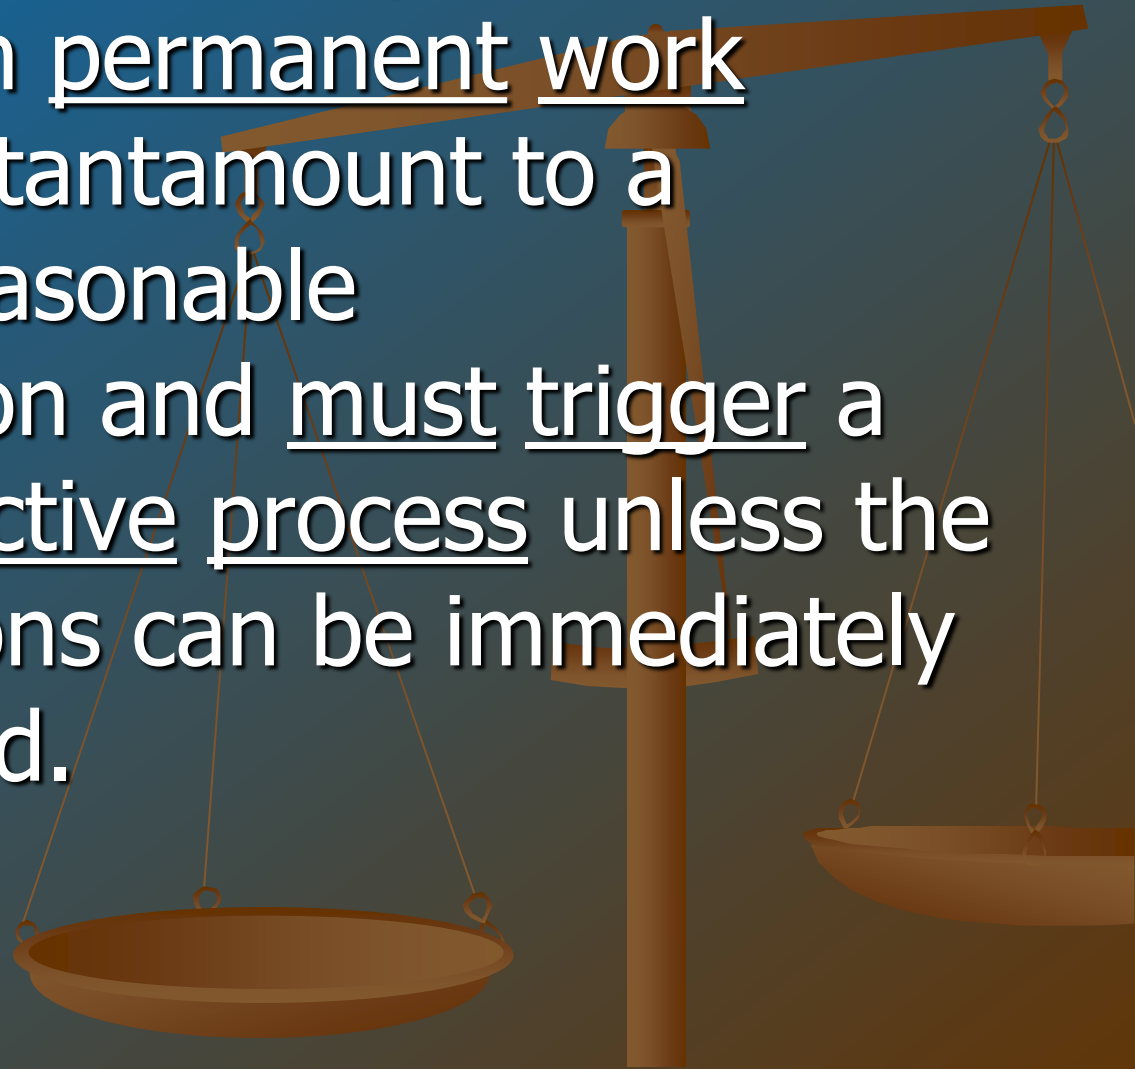 permanent work
tantamount to a
asonable
on and must trigger a
ctive process unless the
ons can be immediately
d.